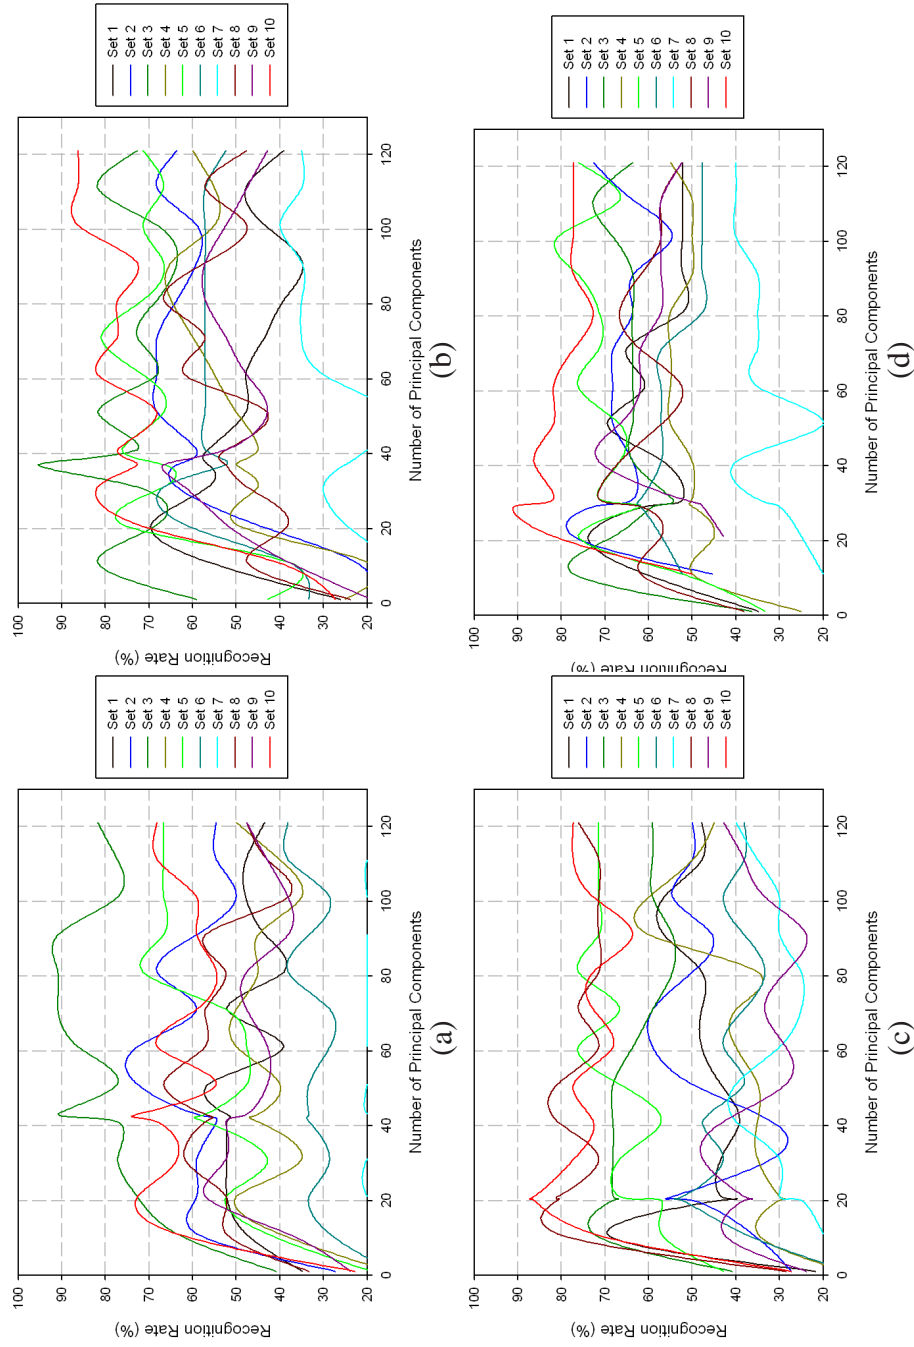 100
90
80
70
60
50
40
30
20
0
20
40
60
80
100
120
Recognition Rate (%)
Number of Principal Components
Set 1
Set 2
Set 3
Set 4
Set 5
Set 6
Set 7
Set 8
Set 9
Set 10
(a)
100
90
80
70
60
50
40
30
20
0
20
40
60
80
100
120
Recognition Rate (%)
Number of Principal Components
Set 1
Set 2
Set 3
Set 4
Set 5
Set 6
Set 7
Set 8
Set 9
Set 10
(b)
100
90
80
70
60
50
40
30
20
0
20
40
60
80
100
120
Recognition Rate (%)
Number of Principal Components
Set 1
Set 2
Set 3
Set 4
Set 5
Set 6
Set 7
Set 8
Set 9
Set 10
(c)
100
90
80
70
60
50
40
30
20
0
20
40
60
80
100
120
Recognition Rate (%)
Number of Principal Components
Set 1
Set 2
Set 3
Set 4
Set 5
Set 6
Set 7
Set 8
Set 9
Set 10
(d)